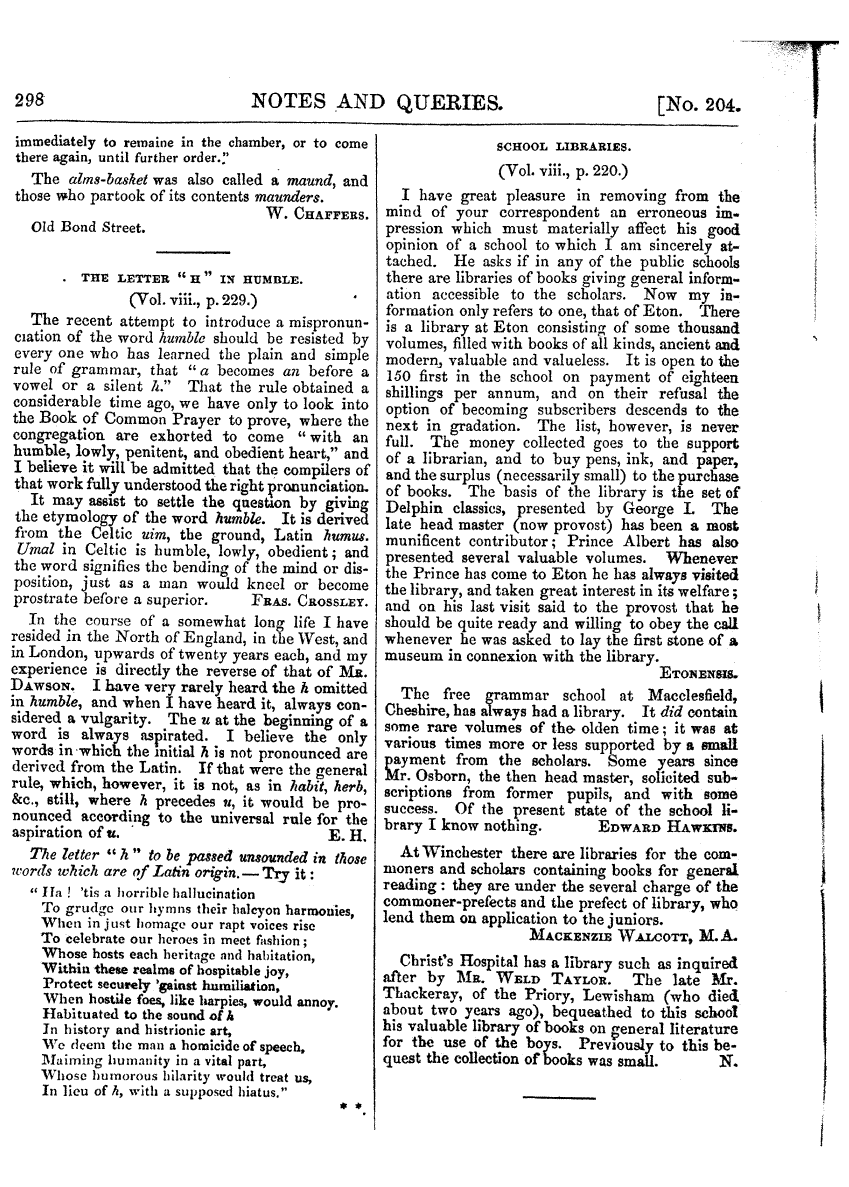 298
NOTES AND QUERIES.
[No. 204.
immediately to remaine in the chamber, or to come
there again, until further order."
The alms-basket was also called a maund, and
those who partook of its contents maunders.
W. CHAFFERS.
Old Bond Street.
THE LETTER "H" IN HUMBLE.
(Vol. viii., p. 229.)
The recent attempt to introduce a mispronun-
ciation of the word humble should be resisted by
every one who has learned the plain and simple
rule of grammar, that "a becomes an before a
vowel or a silent h." That the rule obtained a
considerable time ago, we have only to look into
the Book of Common Prayer to prove, where the
congregation are exhorted to come "with an
humble, lowly, penitent, and obedient heart," and
I believe it will be admitted that the compilers of
that work fully understood the right pronunciation.
It may assist to settle the question by giving
the etymology of the word humble. It is derived
from the Celtic uim, the ground, Latin humus.
Umal in Celtic is humble, lowly, obedient; and
the word signifies the bending of the mind or dis-
position, just as a man would kneel or become
prostrate before a superior. FRAS. CROSSLEY.
In the course of a somewhat long life I have
resided in the North of England, in the West, and
in London, upwards of twenty years each, and my
experience is directly the reverse of that of MR.
DAWSON. I have very rarely heard the h omitted
in humble, and when I have heard it, always con-
sidered a vulgarity. The u at the beginning of a
word is always aspirated. I believe the only
words in which the initial h is not pronounced are
derived from the Latin. If that were the general
rule, which, however, it is not, as in habit, herb,
&c., still, where h precedes u, it would be pro-
nounced according to the universal rule for the
aspiration of u. E. H.
The letter "h" to be passed unsounded in those
words which are of Latin origin.—Try it:
"Ha! 'tis a horrible hallucination
To grudge our hymns their halcyon harmonies,
When in just homage our rapt voices rise
To celebrate our heroes in meet fashion;
Whose hosts each heritage and habitation,
Within these realms of hospitable joy,
Protect securely 'gainst humiliation,
When hostile foes, like harpies, would annoy.
Habituated to the sound of h
In history and histrionic art,
We deem the man a homicide of speech,
Maiming humanity in a vital part,
Whose humorous hilarity would treat us,
In lieu of h, with a supposed hiatus."
* *.
SCHOOL LIBRARIES.
(Vol. viii., p. 220.)
I have great pleasure in removing from the
mind of your correspondent an erroneous im-
pression which must materially affect his good
opinion of a school to which I am sincerely at-
tached. He asks if in any of the public schools
there are libraries of books giving general inform-
ation accessible to the scholars. Now my in-
formation only refers to one, that of Eton. There
is a library at Eton consisting of some thousand
volumes, filled with books of all kinds, ancient and
modern, valuable and valueless. It is open to the
150 first in the school on payment of eighteen
shillings per annum, and on their refusal the
option of becoming subscribers descends to the
next in gradation. The list, however, is never
full. The money collected goes to the support
of a librarian, and to buy pens, ink, and paper,
and the surplus (necessarily small) to the purchase
of books. The basis of the library is the set of
Delphin classics, presented by George I. The
late head master (now provost) has been a most
munificent contributor; Prince Albert has also
presented several valuable volumes. Whenever
the Prince has come to Eton he has always visited
the library, and taken great interest in its welfare;
and on his last visit said to the provost that he
should be quite ready and willing to obey the call
whenever he was asked to lay the first stone of a
museum in connexion with the library.
ETONENSIS.
The free grammar school at Macclesfield,
Cheshire, has always had a library. It did contain
some rare volumes of the olden time; it was at
various times more or less supported by a small
payment from the scholars. Some years since
Mr. Osborn, the then head master, solicited sub-
scriptions from former pupils, and with some
success. Of the present state of the school li-
brary I know nothing. EDWARD HAWKINS.
At Winchester there are libraries for the com-
moners and scholars containing books for general
reading: they are under the several charge of the
commoner-prefects and the prefect of library, who
lend them on application to the juniors.
MACKENZIE WALCOTT, M. A.
Christ's Hospital has a library such as inquired
after by MR. WELD TAYLOR. The late Mr.
Thackeray, of the Priory, Lewisham (who died
about two years ago), bequeathed to this school
his valuable library of books on general literature
for the use of the boys. Previously to this be-
quest the collection of books was small. N.